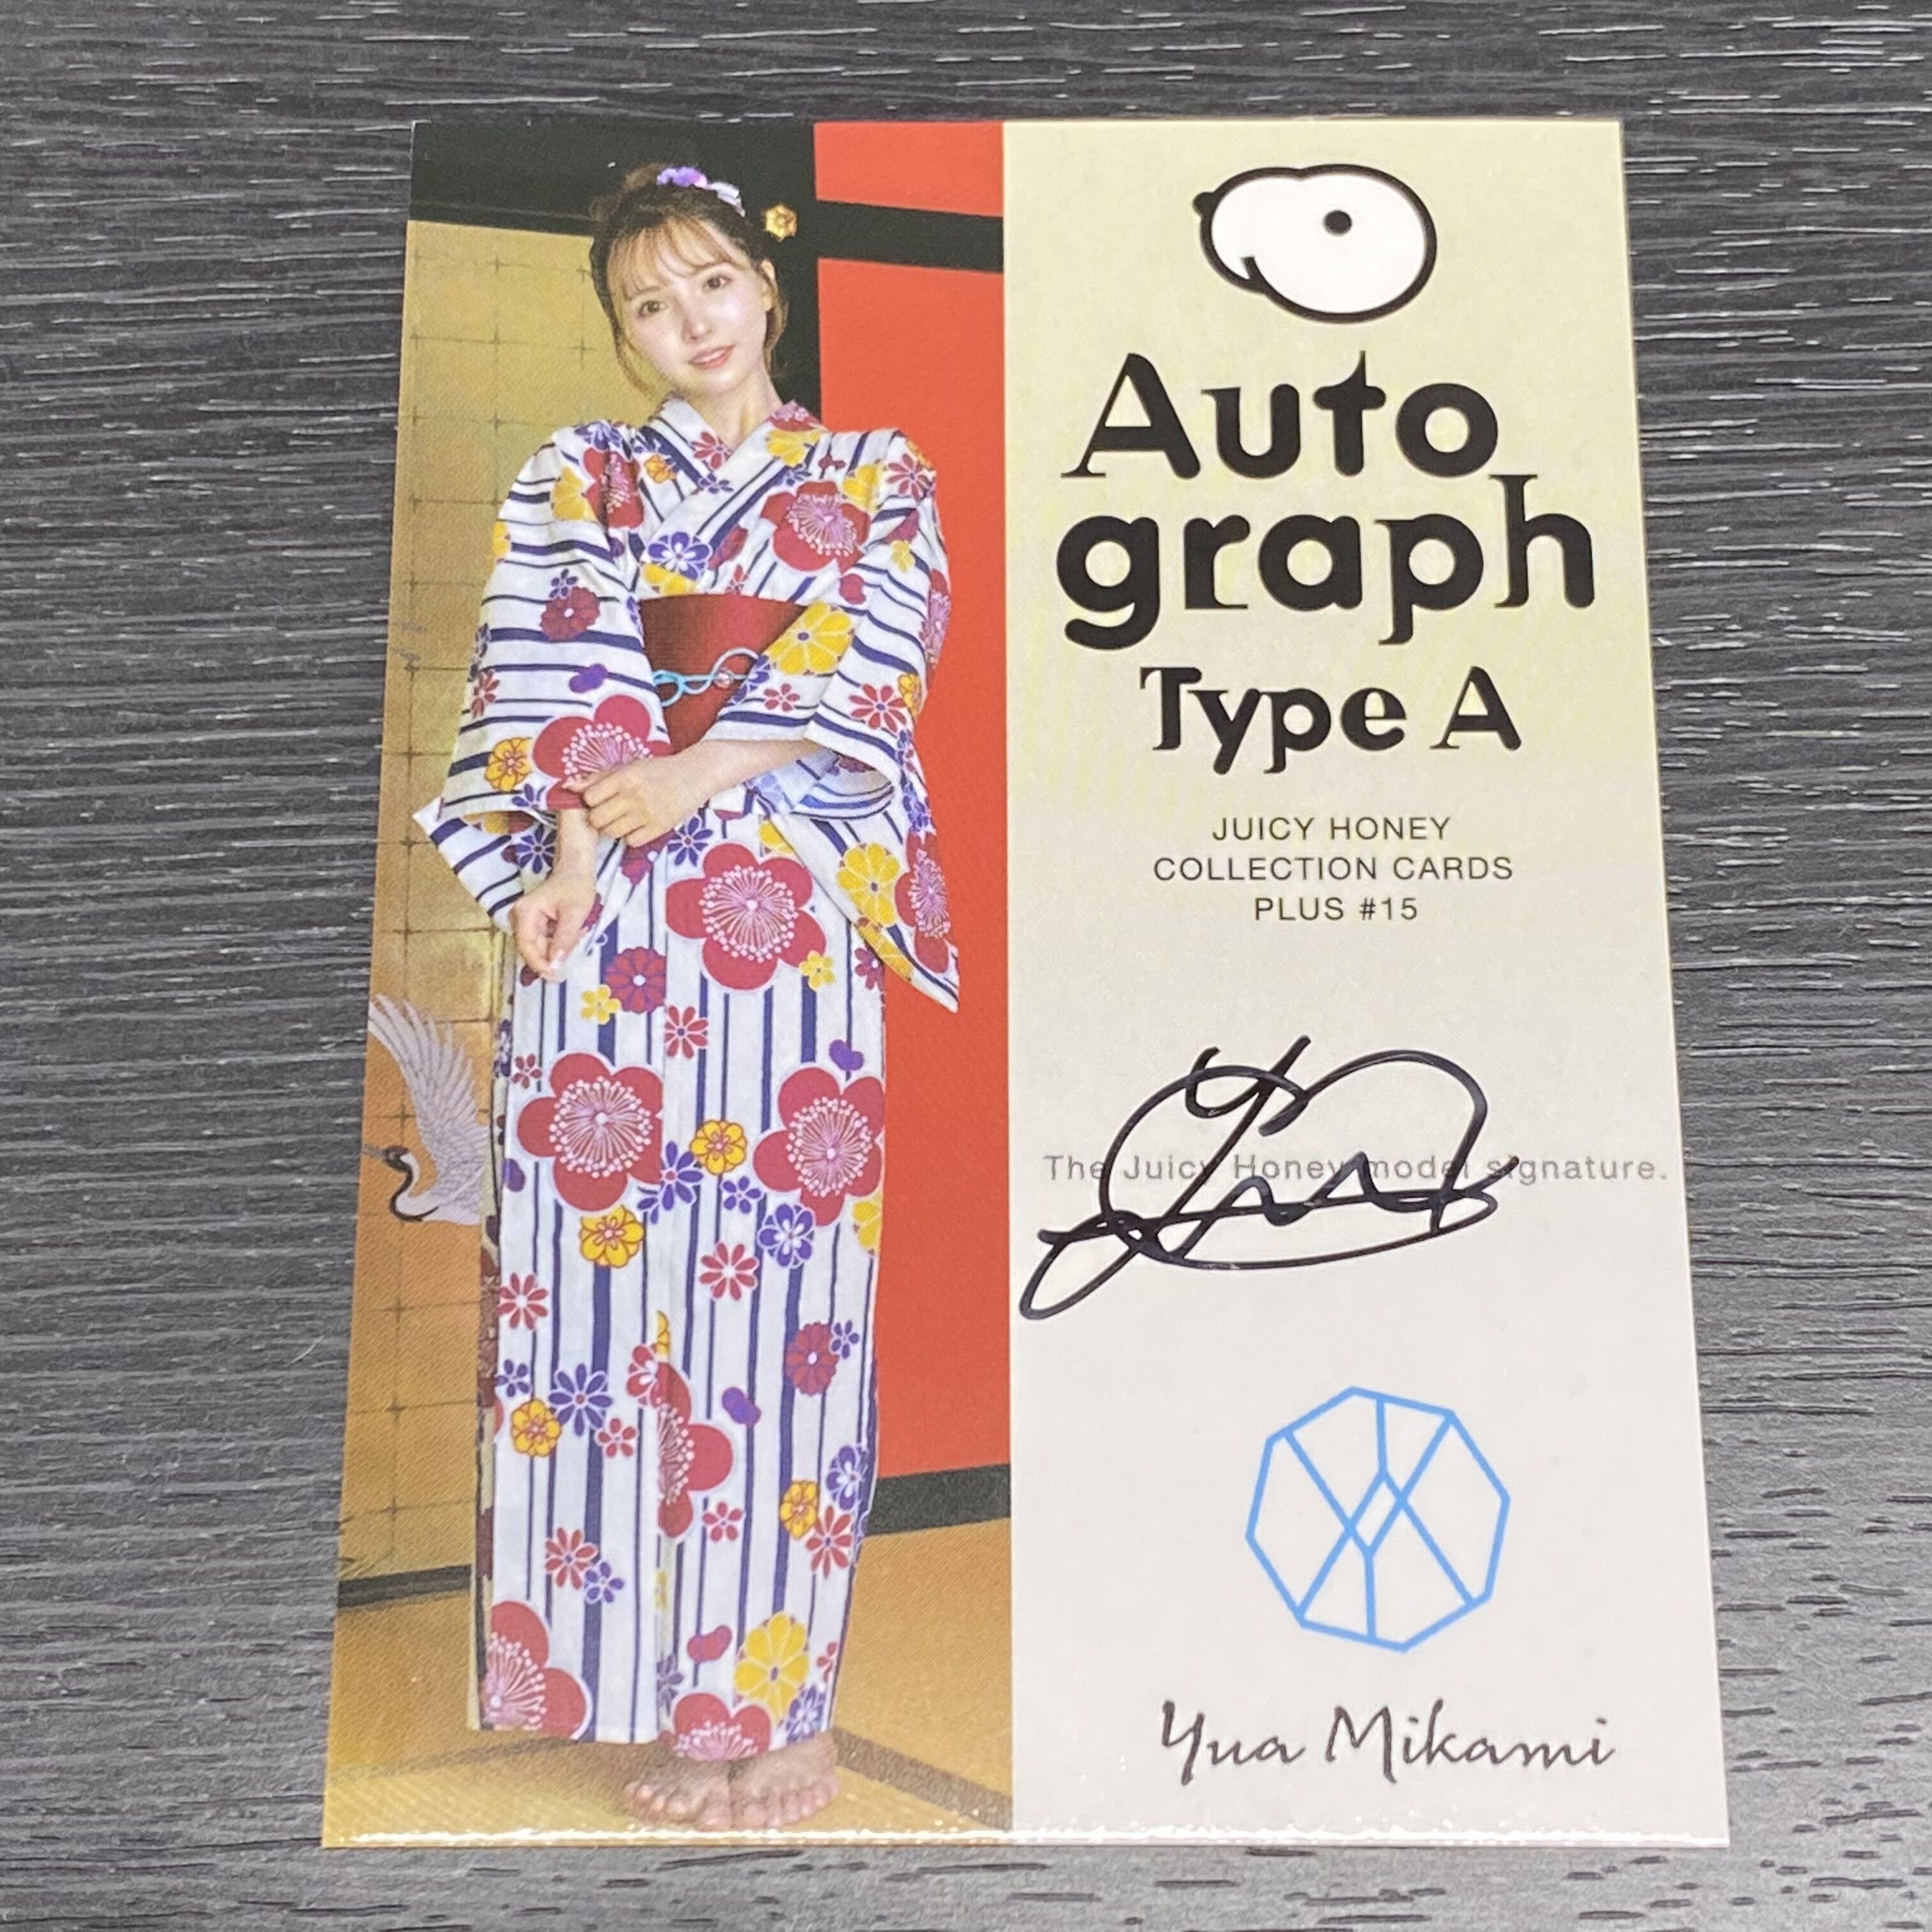 Auto
graph
Type A
JUICY HONEY
COLLECTION CARDS
PLUS #15
The Juicy Honey model signature.
Yua Mikami